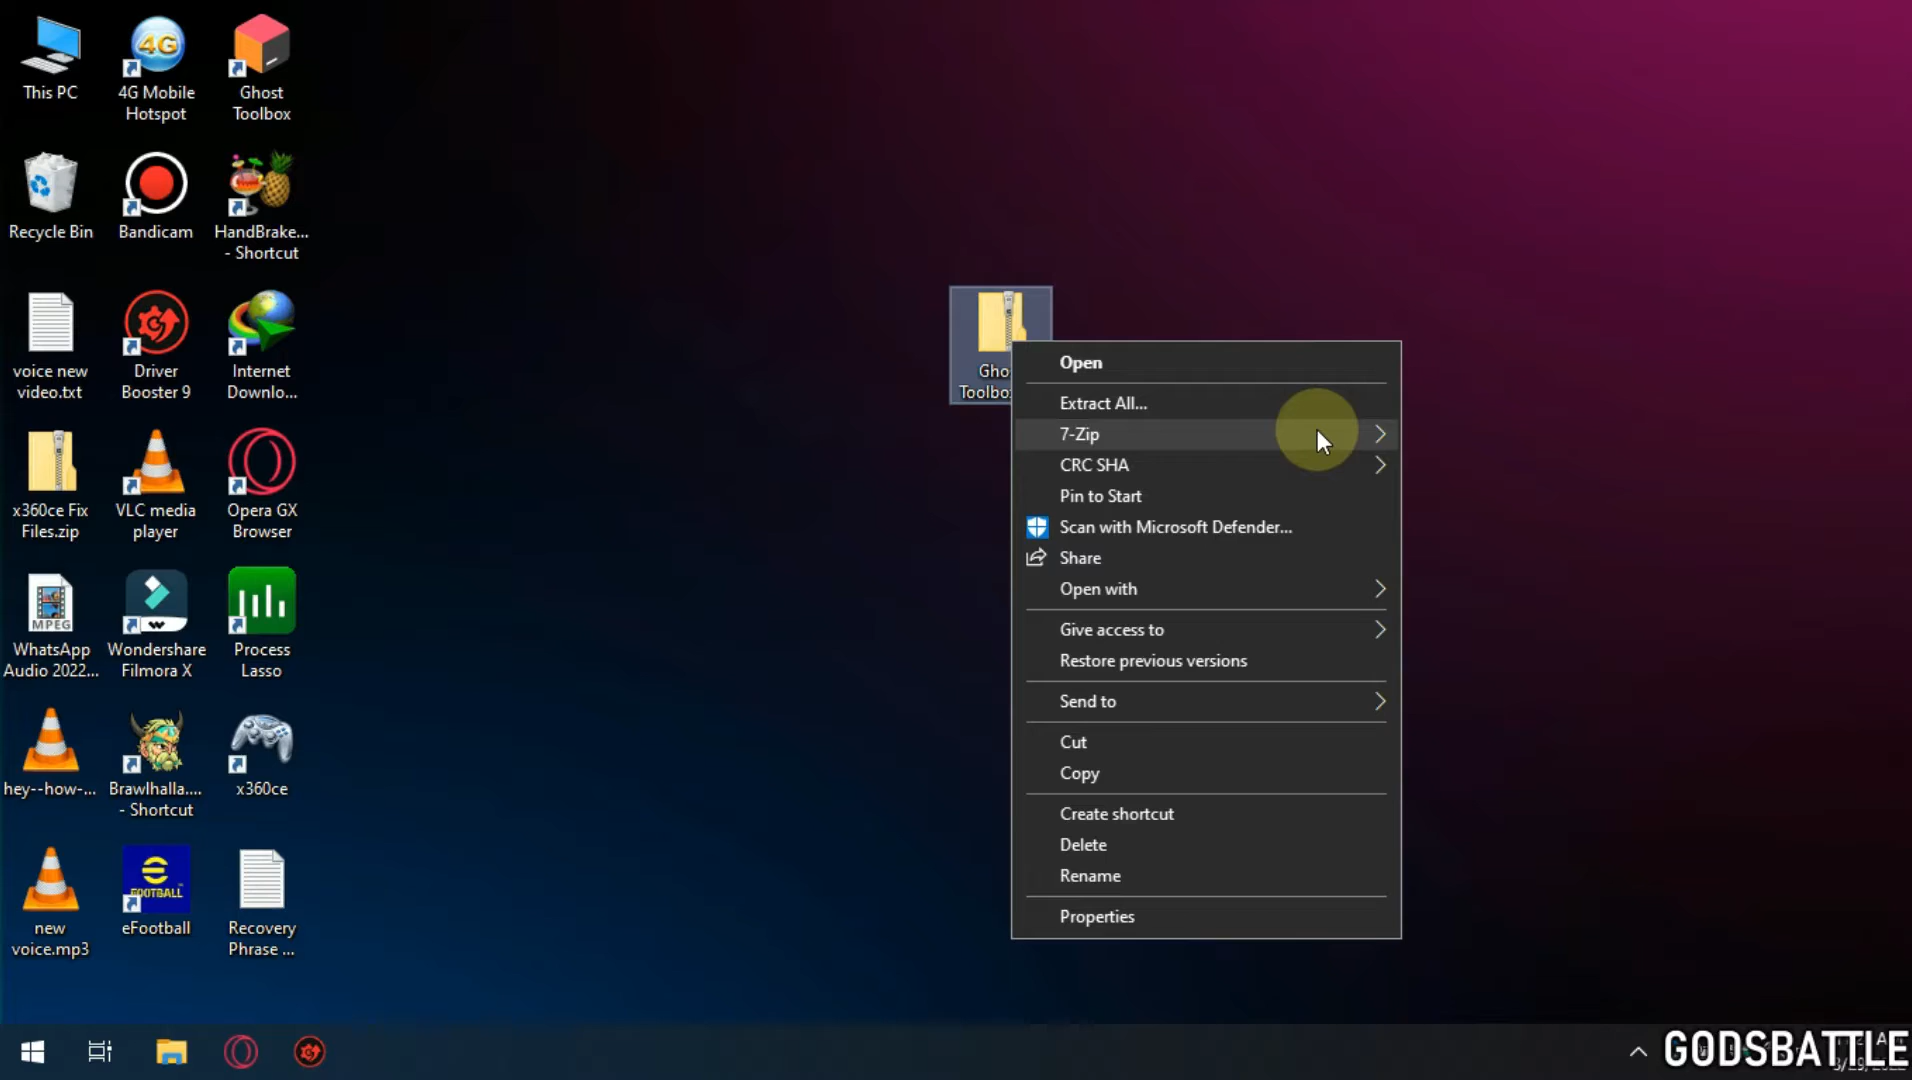 This PC
4G
4G Mobile
Hotspot
Ghost
Toolbox
Recycle Bin
Bandicam
HandBrake...
- Shortcut
voice new
video.txt
Driver
Booster 9
Internet
Downlo...
x360ce Fix
Files.zip
VLC media
player
Opera GX
Browser
MPEG
WhatsApp
Audio 2022...
Wondershare
Filmora X
Process
Lasso
hey--how-...
Brawlhalla....
- Shortcut
x360ce
new
voice.mp3
FOOTBALL
eFootball
Recovery
Phrase ...
Open
Extract All...
7-Zip
CRC SHA
Pin to Start
Scan with Microsoft Defender...
Share
Open with
Give access to
Restore previous versions
Send to
Cut
Copy
Create shortcut
Delete
Rename
Properties
GODSBATTLE